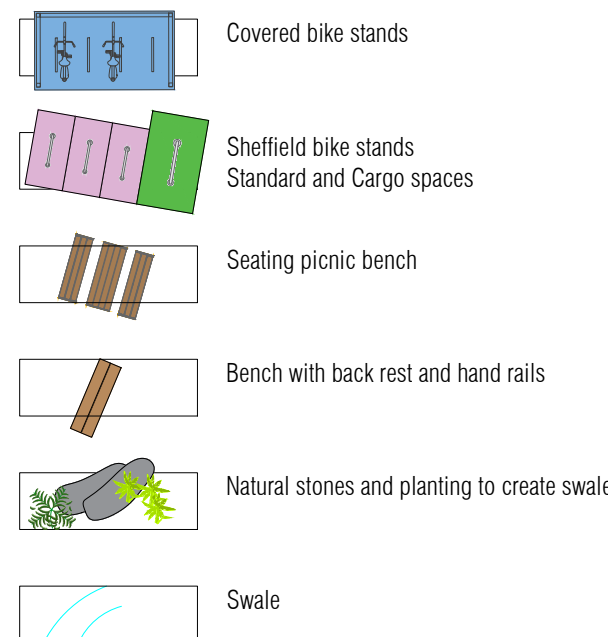 Covered bike stands
Sheffield bike stands
Standard and Cargo spaces
Seating picnic bench
Bench with back rest and hand rails
Natural stones and planting to create swale
Swale